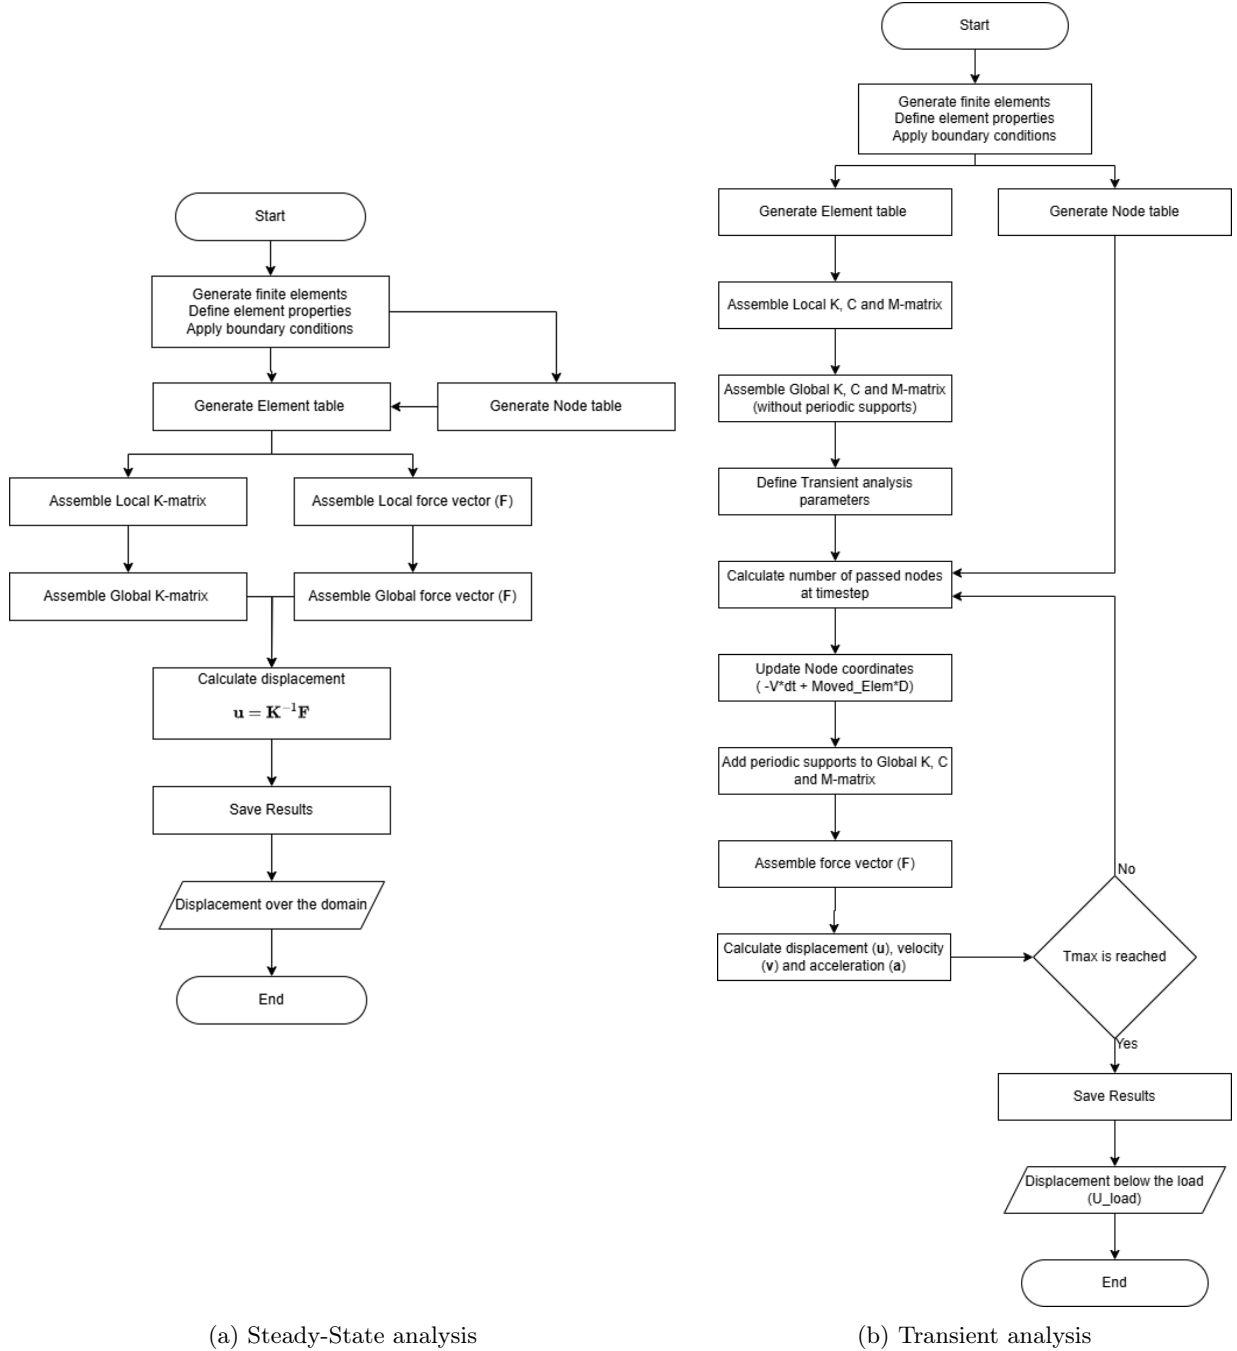 Start
Generate finite elements
Define element properties
Apply boundary conditions
Generate Element table
Generate Node table
Assemble Local K-matrix
Assemble Local force vector (F)
Assemble Global K-matrix
Assemble Global force vector (F)
Calculate displacement
u = K⁻¹F
Save Results
Displacement over the domain
End
(a) Steady-State analysis
Start
Generate finite elements
Define element properties
Apply boundary conditions
Generate Element table
Generate Node table
Assemble Local K, C and M-matrix
Assemble Global K, C and M-matrix
(without periodic supports)
Define Transient analysis
parameters
Calculate number of passed nodes
at timestep
Update Node coordinates
( -V*dt + Moved_Elem*D)
Add periodic supports to Global K, C
and M-matrix
Assemble force vector (F)
Calculate displacement (u), velocity
(v) and acceleration (a)
Tmax is reached
No
Yes
Save Results
Displacement below the load
(U_load)
End
(b) Transient analysis